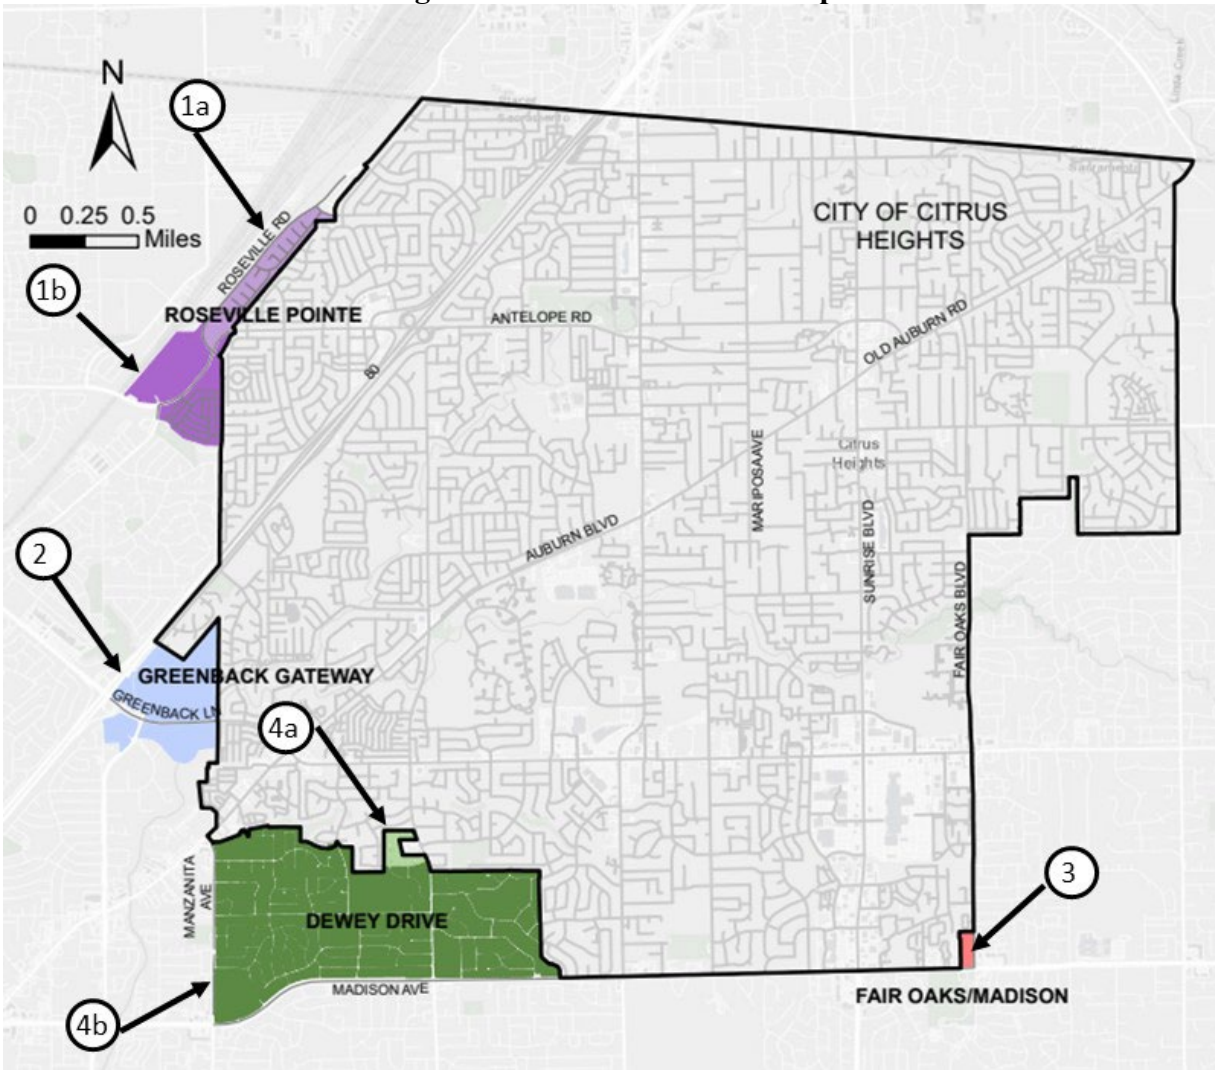 N
1a
0 0.25 0.5
Miles
ROSEVILLE RD
CITY OF CITRUS
HEIGHTS
1b
ROSEVILLE POINTE
ANTELOPE RD
OLD AUBURN RD
80
MARIPOSA AVE
Citrus
Heights
SUNRISE BLVD
AUBURN BLVD
2
FAIR OAKS BLVD
GREENBACK GATEWAY
GREENBACK LN
4a
MANZANITA
AVE
3
DEWEY DRIVE
MADISON AVE
FAIR OAKS/MADISON
4b